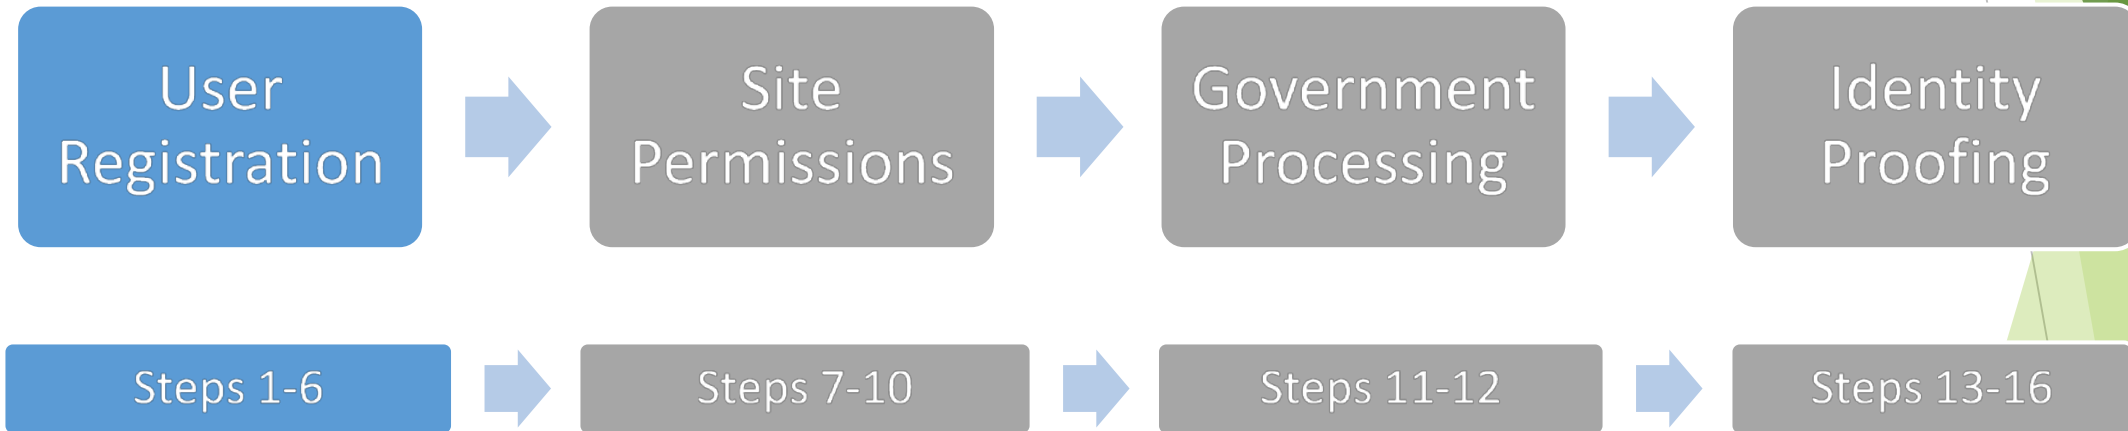 User
Registration
Site
Permissions
Government
Processing
Identity
Proofing
Steps 1-6
Steps 7-10
Steps 11-12
Steps 13-16